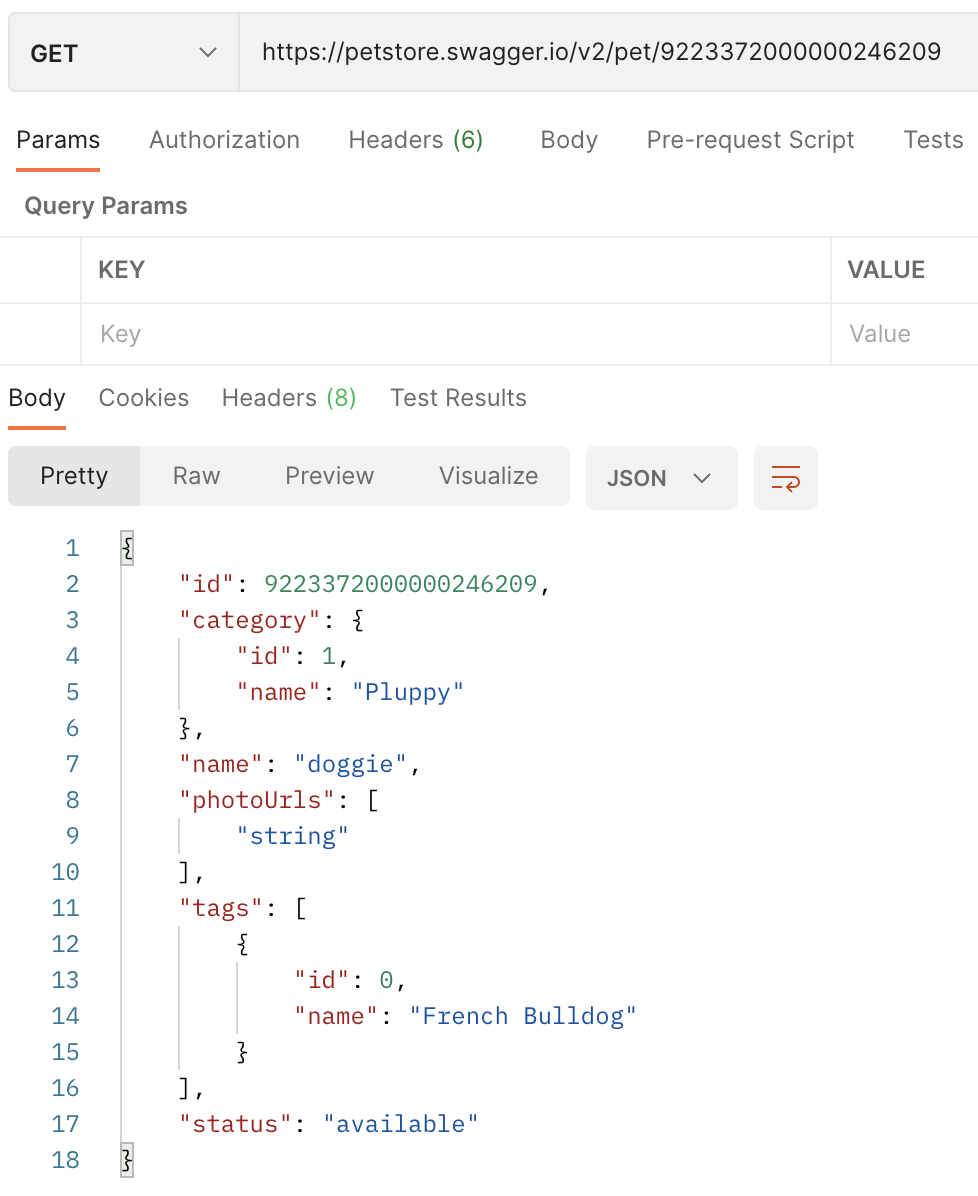 GET https://petstore.swagger.io/v2/pet/9223372000000246209
Params Authorization Headers (6) Body Pre-request Script Tests
Query Params
KEY VALUE
Key Value
Body Cookies Headers (8) Test Results
Pretty Raw Preview Visualize JSON
1 {
2 "id": 9223372000000246209,
3 "category": {
4 "id": 1,
5 "name": "Pluppy"
6 },
7 "name": "doggie",
8 "photoUrls": [
9 "string"
10 ],
11 "tags": [
12 {
13 "id": 0,
14 "name": "French Bulldog"
15 }
16 ],
17 "status": "available"
18 }